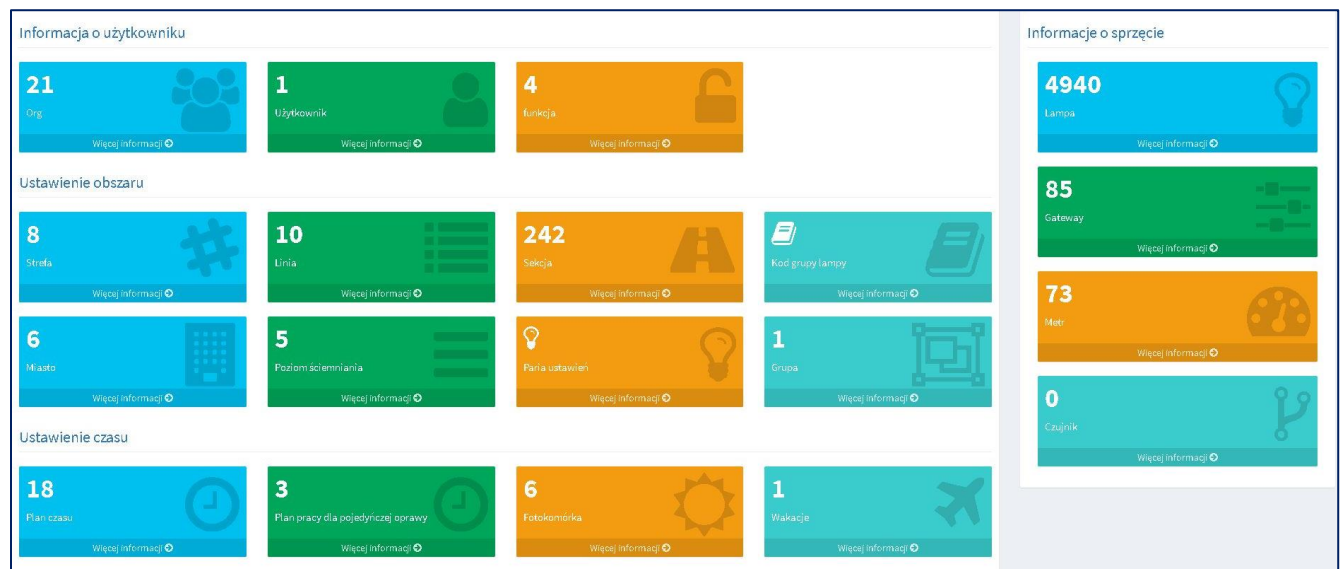 Informacja o użytkowniku
21
Org
Więcej informacji
1
Użytkownik
Więcej informacji
4
funkcja
Więcej informacji
Ustawienie obszaru
8
Strefa
Więcej informacji
10
Linia
Więcej informacji
242
Sekcja
Więcej informacji
Kod grupy lampy
Więcej informacji
6
Miasto
Więcej informacji
5
Poziom ściemniania
Więcej informacji
Paria ustawień
Więcej informacji
1
Grupa
Więcej informacji
Ustawienie czasu
18
Plan czasu
Więcej informacji
3
Plan pracy dla pojedyńczej oprawy
Więcej informacji
6
Fotokomórka
Więcej informacji
1
Wakacje
Więcej informacji
Informacje o sprzęcie
4940
Lampa
Więcej informacji
85
Gateway
Więcej informacji
73
Metr
Więcej informacji
0
Czujnik
Więcej informacji